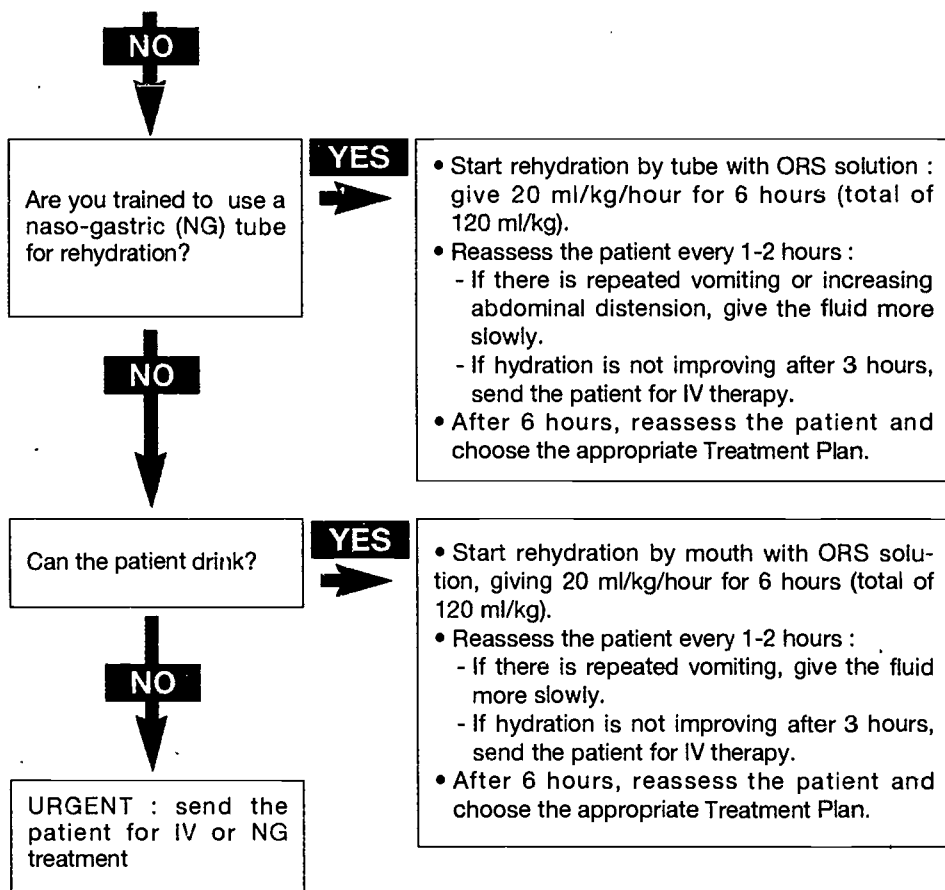 NO
Are you trained to use a
naso-gastric (NG) tube
for rehydration?
YES
• Start rehydration by tube with ORS solution :
give 20 ml/kg/hour for 6 hours (total of
120 ml/kg).
• Reassess the patient every 1-2 hours :
- If there is repeated vomiting or increasing
abdominal distension, give the fluid more
slowly.
- If hydration is not improving after 3 hours,
send the patient for IV therapy.
• After 6 hours, reassess the patient and
choose the appropriate Treatment Plan.
NO
Can the patient drink?
YES
• Start rehydration by mouth with ORS solu-
tion, giving 20 ml/kg/hour for 6 hours (total of
120 ml/kg).
• Reassess the patient every 1-2 hours :
- If there is repeated vomiting, give the fluid
more slowly.
- If hydration is not improving after 3 hours,
send the patient for IV therapy.
• After 6 hours, reassess the patient and
choose the appropriate Treatment Plan.
NO
URGENT : send the
patient for IV or NG
treatment